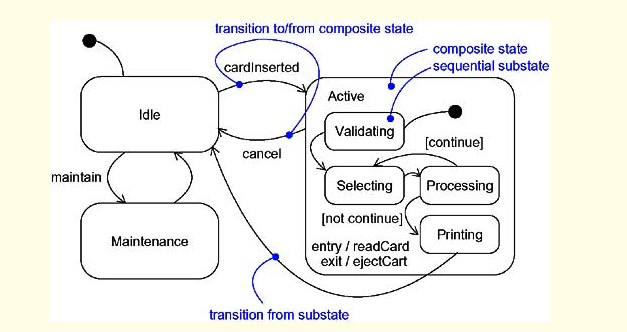 transition to/from composite state
composite state
sequential substate
cardInserted
Active
Idle
Validating
[continue]
cancel
maintain
Selecting
Processing
[not continue]
Printing
Maintenance
entry / readCard
exit / ejectCart
transition from substate